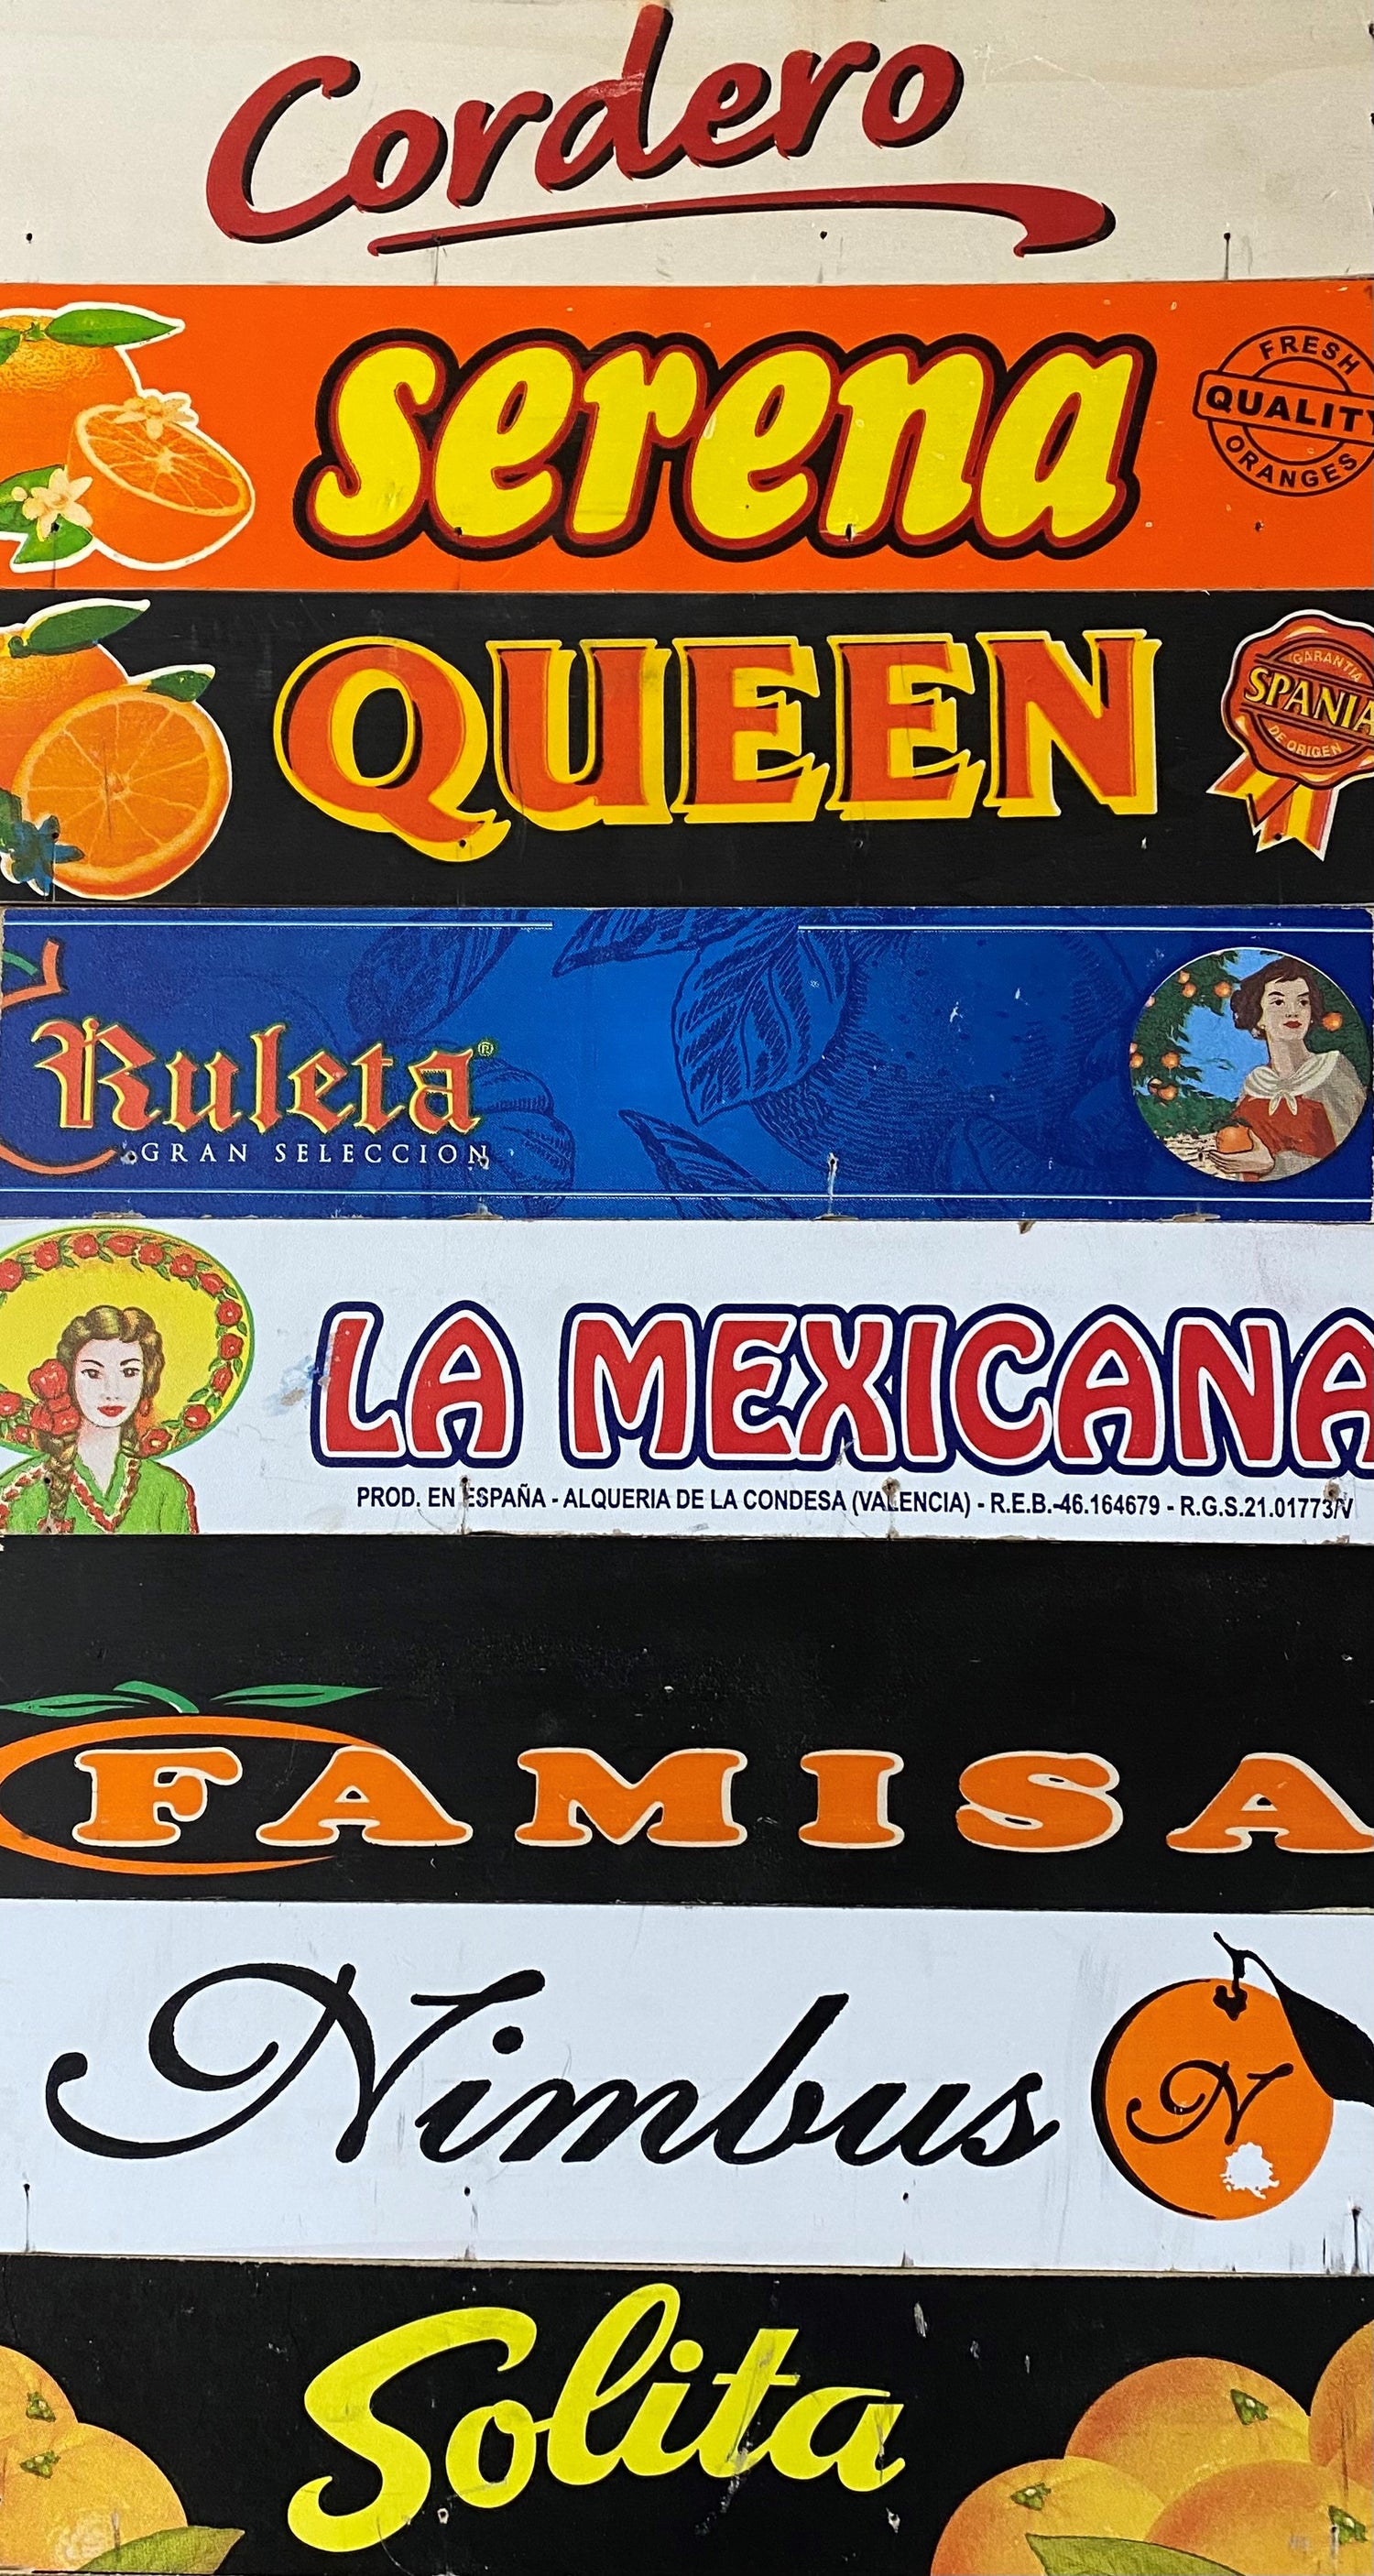 Cordero
serena
FRESH
QUALITY
ORANGES
QUEEN
GARANTIA
SPANIA
DE ORIGEN
Ruleta®
GRAN SELECCION
LA MEXICANA
PROD. EN ESPAÑA - ALQUERIA DE LA CONDESA (VALENCIA) - R.E.B.-46.164679 - R.G.S.21.01773/V
FAMISA
Nimbus
N
Solita